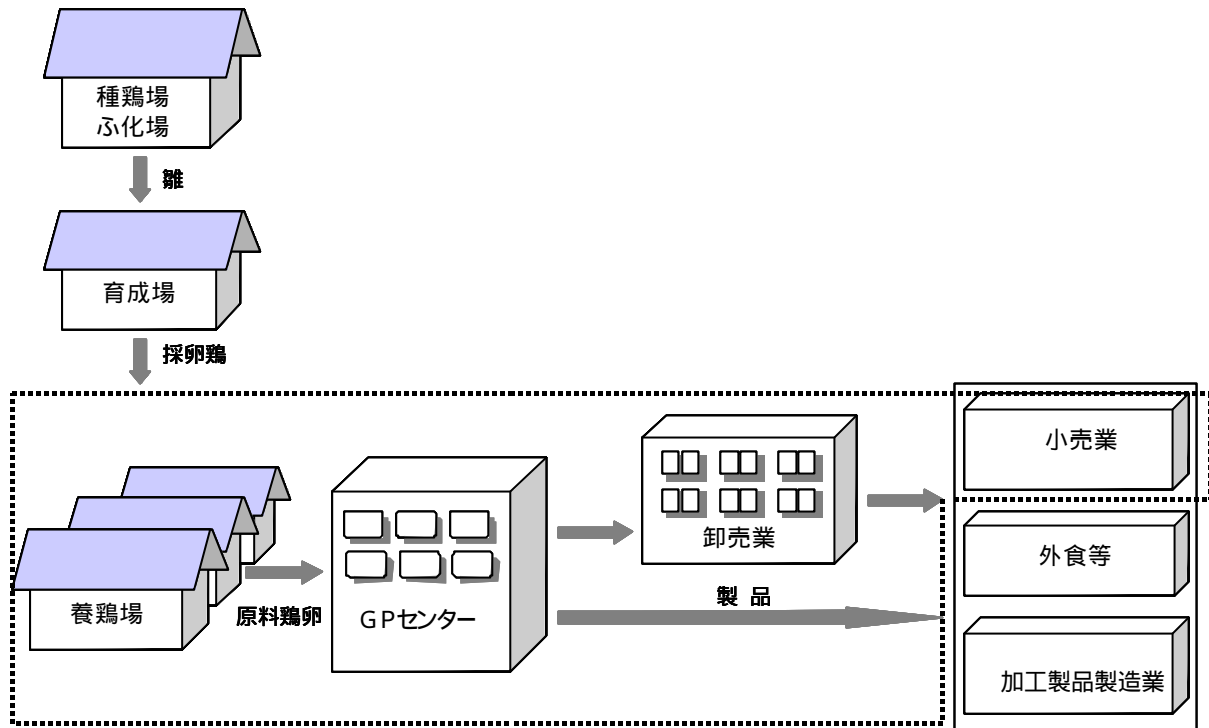 種鶏場
ふ化場
雛
育成場
採卵鶏
養鶏場
原料鶏卵
GPセンター
卸売業
製 品
小売業
外食等
加工製品製造業